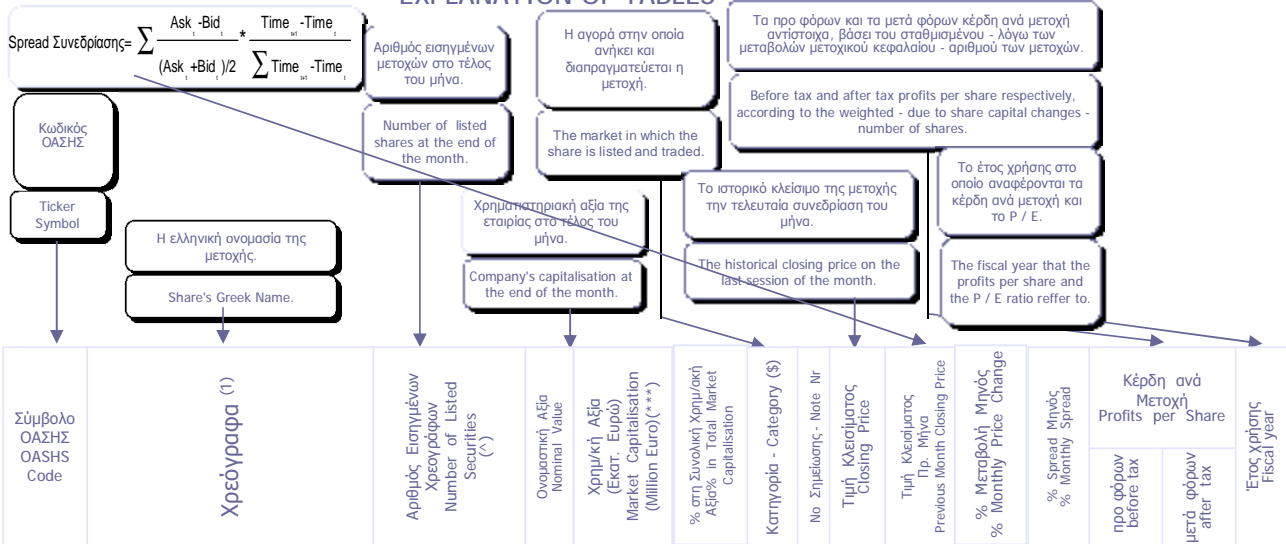 EXPLANATION OF TABLES
Spread Συνεδρίασης= ∑ Ask t -Bid t / (Ask t +Bid t )/2 * Time t+1 -Time t / ∑ Time t+1 -Time t
Κωδικός
ΟΑΣΗΣ
Ticker
Symbol
Η ελληνική ονομασία της
μετοχής.
Share's Greek Name.
Αριθμός εισηγμένων
μετοχών στο τέλος
του μήνα.
Number of listed
shares at the end of
the month.
Χρηματιστηριακή αξία της
εταιρίας στο τέλος του
μήνα.
Company's capitalisation at
the end of the month.
Η αγορά στην οποία
ανήκει και
διαπραγματεύεται η
μετοχή.
The market in which the
share is listed and traded.
Το ιστορικό κλείσιμο της μετοχής
την τελευταία συνεδρίαση του
μήνα.
The historical closing price on the
last session of the month.
Τα προ φόρων και τα μετά φόρων κέρδη ανά μετοχή
αντίστοιχα, βάσει του σταθμισμένου - λόγω των
μεταβολών μετοχικού κεφαλαίου - αριθμού των μετοχών.
Before tax and after tax profits per share respectively,
according to the weighted - due to share capital changes -
number of shares.
Το έτος χρήσης στο
οποίο αναφέρονται τα
κέρδη ανά μετοχή και
το P / E.
The fiscal year that the
profits per share and
the P / E ratio reffer to.
Σύμβολο
ΟΑΣΗΣ
OASHS
Code
Χρεόγραφα (1)
Αριθμός Εισηγμένων
Χρεογράφων
Number of Listed
Securities
(^)
Ονομαστική Αξία
Nominal Value
Χρημ/κή Αξία
(Εκατ. Ευρώ)
Market Capitalisation
(Million Euro)(***)
% στη Συνολική Χρημ/ακή
Αξία% in Total Market
Capitalisation
Κατηγορία - Category ($)
No Σημείωσης - Note Nr
Τιμή Κλεισίματος
Closing Price
Τιμή Κλεισίματος
Πρ. Μήνα
Previous Month Closing Price
% Μεταβολή Μηνός
% Monthly Price Change
% Spread Μηνός
% Monthly Spread
Κέρδη ανά
Μετοχή
Profits per Share
προ φόρων
before tax
μετά φόρων
after tax
Έτος χρήσης
Fiscal year